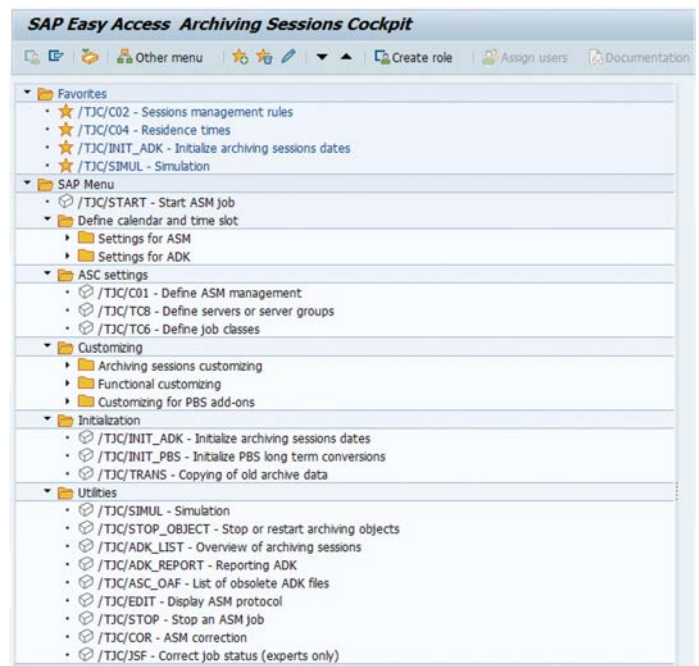 SAP Easy Access Archiving Sessions Cockpit
Other menu Create role Assign users Documentation
Favorites
/TJC/C02 - Sessions management rules
/TJC/C04 - Residence times
/TJC/INIT_ADK - Initialize archiving sessions dates
/TJC/SIMUL - Simulation
SAP Menu
/TJC/START - Start ASM job
Define calendar and time slot
Settings for ASM
Settings for ADK
ASC settings
/TJC/C01 - Define ASM management
/TJC/TC8 - Define servers or server groups
/TJC/TC6 - Define job classes
Customizing
Archiving sessions customizing
Functional customizing
Customizing for PBS add-ons
Initialization
/TJC/INIT_ADK - Initialize archiving sessions dates
/TJC/INIT_PBS - Initialize PBS long term conversions
/TJC/TRANS - Copying of old archive data
Utilities
/TJC/SIMUL - Simulation
/TJC/STOP_OBJECT - Stop or restart archiving objects
/TJC/ADK_LIST - Overview of archiving sessions
/TJC/ADK_REPORT - Reporting ADK
/TJC/ASC_OAF - List of obsolete ADK files
/TJC/EDIT - Display ASM protocol
/TJC/STOP - Stop an ASM job
/TJC/COR - ASM correction
/TJC/JSF - Correct job status (experts only)